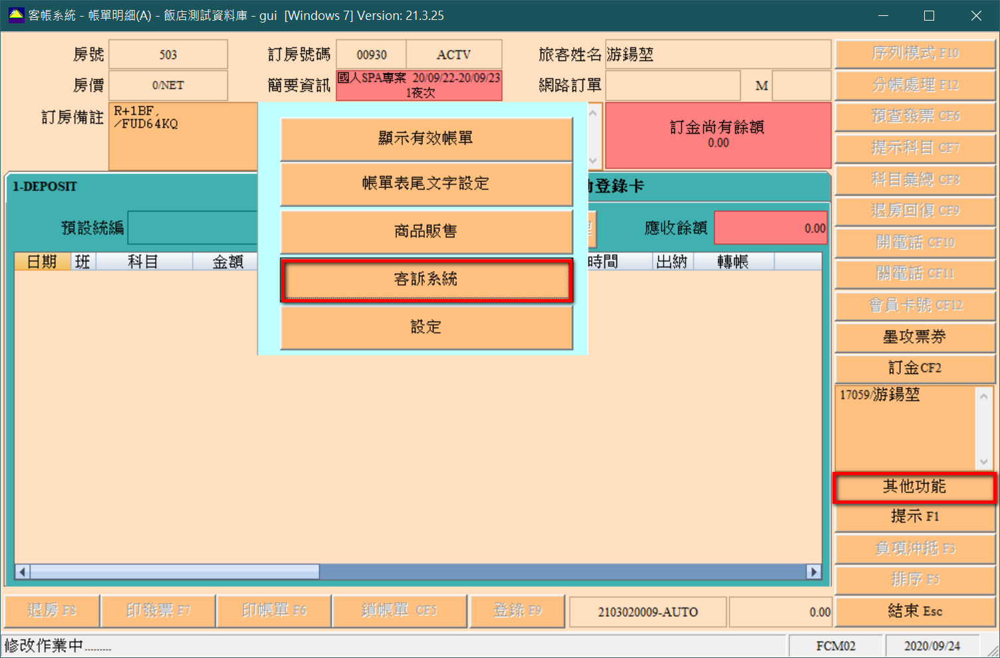 客帳系統 - 帳單明細(A) - 飯店測試資料庫 - gui  [Windows 7] Version: 21.3.25
房號 503 訂房號碼 00930 ACTV 旅客姓名 游錫堃
房價 0/NET 簡要資訊 國人SPA專案 20/09/22-20/09/23
1夜次
網路訂單 M
訂房備註 R+1BF,
/FUD64KQ
訂金尚有餘額
0.00
顯示有效帳單
帳單表尾文字設定
商品販售
客訴系統
設定
1-DEPOSIT
登錄卡
預設統編 應收餘額 0.00
日期 班 科目 金額 時間 出納 轉帳
序列模式 F10
分帳處理 F12
預查發票 CF6
提示科目 CF7
科目彙總 CF8
退房回復 CF9
開電話 CF10
關電話 CF11
會員卡號 CF12
墨攻票券
訂金CF2
17059/游錫堃
其他功能
提示 F1
負項沖抵 F3
排序 F5
結束 Esc
退房 F8 印發票 F7 印帳單 F6 鎖帳單 CF5 登錄 F9 2103020009-AUTO 0.00
修改作業中......... FCM02 2020/09/24